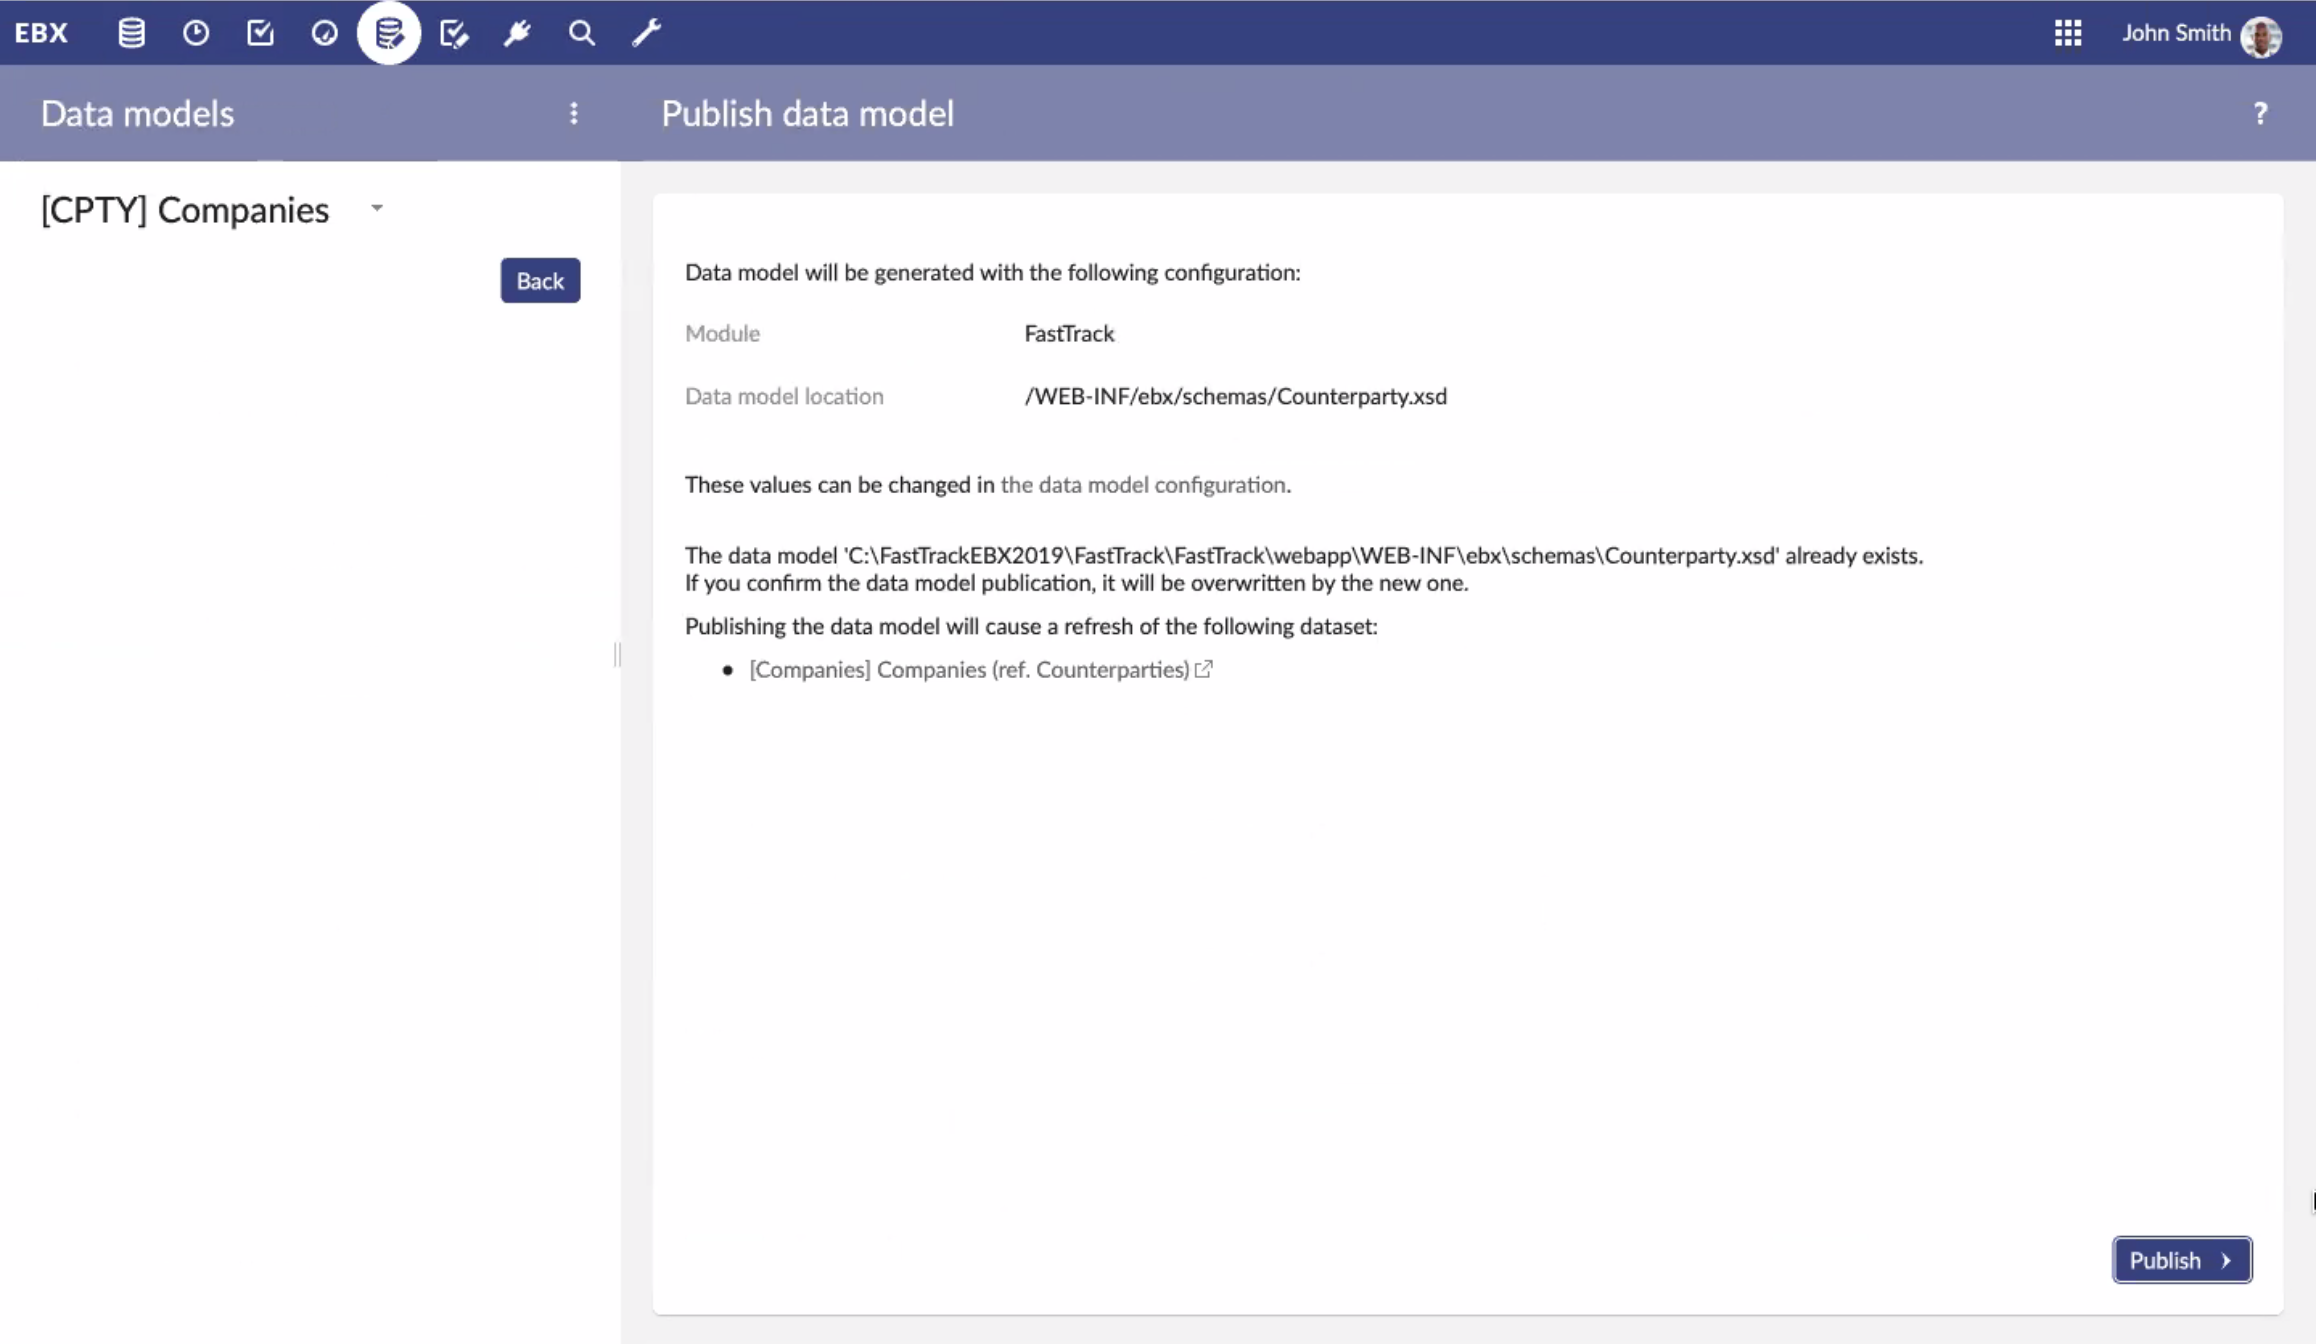 EBX
John Smith
Data models
Publish data model
?
[CPTY] Companies
Back
Data model will be generated with the following configuration:
Module FastTrack
Data model location /WEB-INF/ebx/schemas/Counterparty.xsd
These values can be changed in the data model configuration.
The data model 'C:\FastTrackEBX2019\FastTrack\FastTrack\webapp\WEB-INF\ebx\schemas\Counterparty.xsd' already exists.
If you confirm the data model publication, it will be overwritten by the new one.
Publishing the data model will cause a refresh of the following dataset:
• [Companies] Companies (ref. Counterparties)
Publish